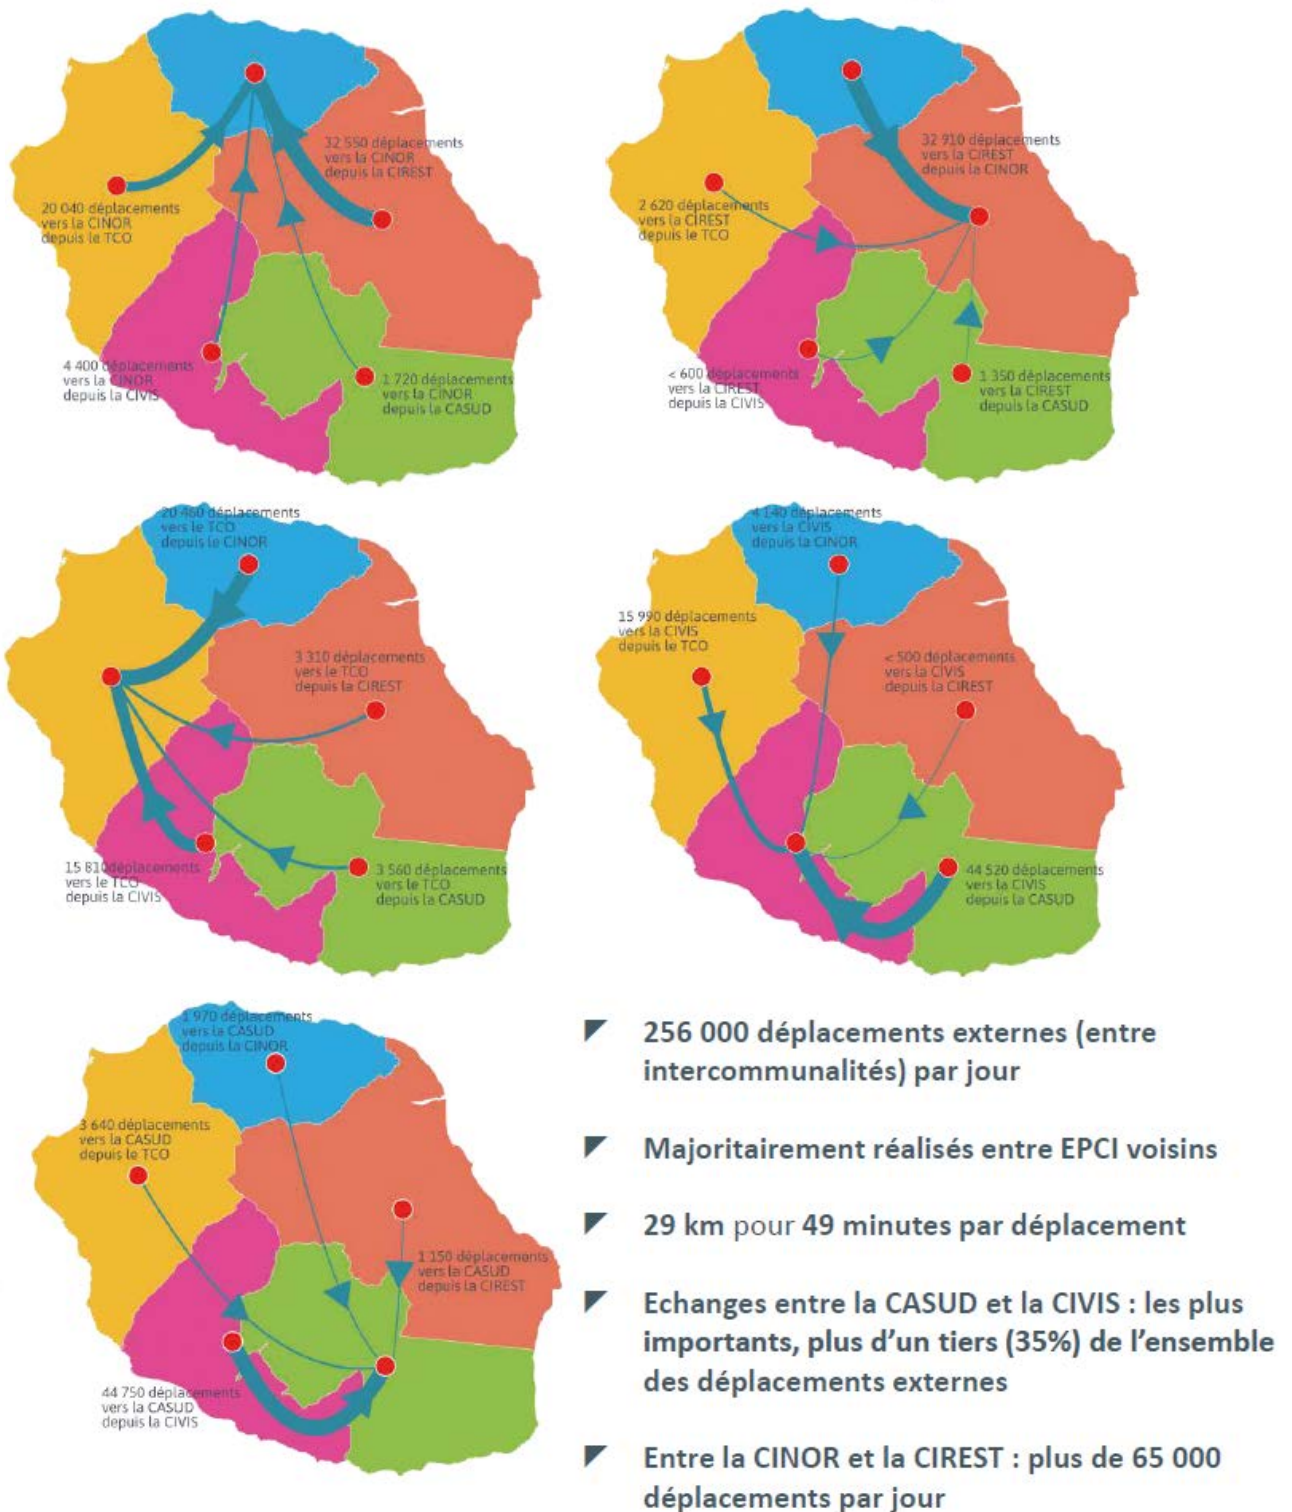 32 550 déplacements
vers la CINOR
depuis la CIREST
20 040 déplacements
vers la CINOR
depuis le TCO
4 400 déplacements
vers la CINOR
depuis la CIVIS
1 720 déplacements
vers la CINOR
depuis la CASUD
32 910 déplacements
vers la CIREST
depuis la CINOR
2 620 déplacements
vers la CIREST
depuis le TCO
< 600 déplacements
vers la CIREST
depuis la CIVIS
1 350 déplacements
vers la CIREST
depuis la CASUD
20 460 déplacements
vers le TCO
depuis le CINOR
3 310 déplacements
vers le TCO
depuis la CIREST
15 810 déplacements
vers le TCO
depuis la CIVIS
3 560 déplacements
vers le TCO
depuis la CASUD
4 140 déplacements
vers la CIVIS
depuis le CINOR
15 990 déplacements
vers la CIVIS
depuis le TCO
< 500 déplacements
vers la CIVIS
depuis la CIREST
44 520 déplacements
vers la CIVIS
depuis la CASUD
1 970 déplacements
vers la CASUD
depuis la CINOR
3 640 déplacements
vers la CASUD
depuis le TCO
1 150 déplacements
vers la CASUD
depuis la CIREST
44 750 déplacements
vers la CASUD
depuis la CIVIS
256 000 déplacements externes (entre
intercommunalités) par jour
Majoritairement réalisés entre EPCI voisins
29 km pour 49 minutes par déplacement
Echanges entre la CASUD et la CIVIS : les plus
importants, plus d'un tiers (35%) de l'ensemble
des déplacements externes
Entre la CINOR et la CIREST : plus de 65 000
déplacements par jour